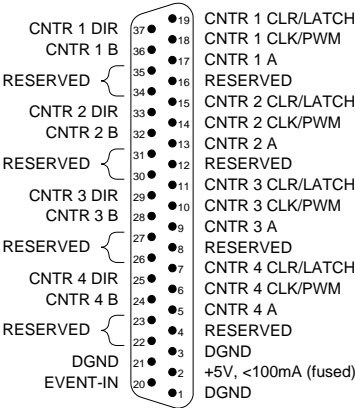 19 CNTR 1 CLR/LATCH
CNTR 1 DIR 37
18 CNTR 1 CLK/PWM
CNTR 1 B 36
17 CNTR 1 A
35
RESERVED
16 RESERVED
34
15 CNTR 2 CLR/LATCH
CNTR 2 DIR 33
14 CNTR 2 CLK/PWM
CNTR 2 B 32
13 CNTR 2 A
31
RESERVED
12 RESERVED
30
11 CNTR 3 CLR/LATCH
CNTR 3 DIR 29
10 CNTR 3 CLK/PWM
CNTR 3 B 28
9 CNTR 3 A
27
RESERVED
8 RESERVED
26
7 CNTR 4 CLR/LATCH
CNTR 4 DIR 25
6 CNTR 4 CLK/PWM
CNTR 4 B 24
5 CNTR 4 A
23
RESERVED
4 RESERVED
22
3 DGND
DGND 21
2 +5V, <100mA (fused)
EVENT-IN 20
1 DGND